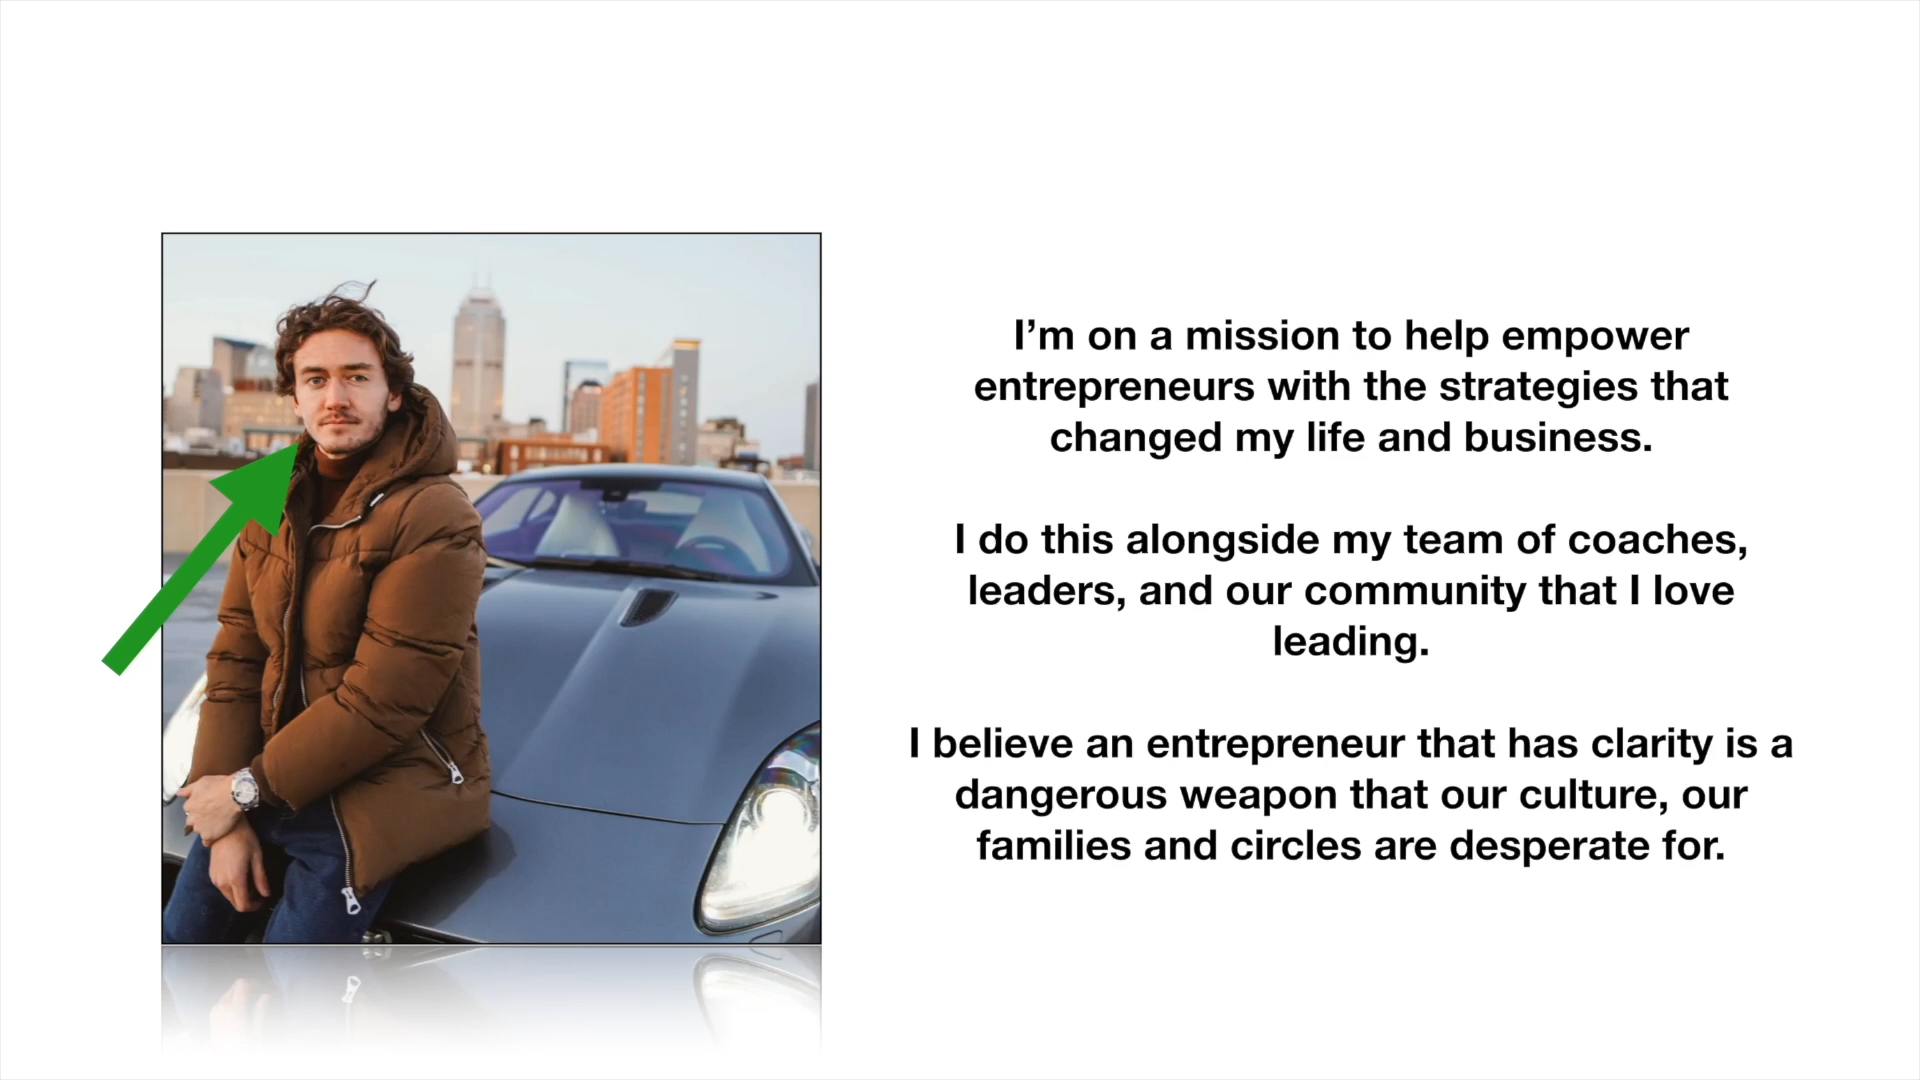 I’m on a mission to help empower
entrepreneurs with the strategies that
changed my life and business.
I do this alongside my team of coaches,
leaders, and our community that I love
leading.
I believe an entrepreneur that has clarity is a
dangerous weapon that our culture, our
families and circles are desperate for.